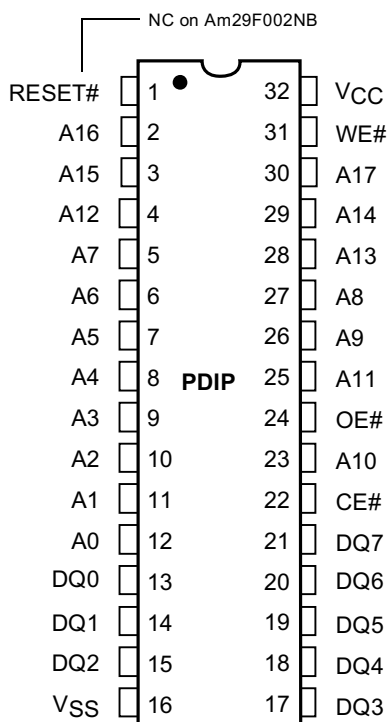 NC on Am29F002NB
RESET# 1 32 VCC
A16 2 31 WE#
A15 3 30 A17
A12 4 29 A14
A7 5 28 A13
A6 6 27 A8
A5 7 26 A9
A4 8 PDIP 25 A11
A3 9 24 OE#
A2 10 23 A10
A1 11 22 CE#
A0 12 21 DQ7
DQ0 13 20 DQ6
DQ1 14 19 DQ5
DQ2 15 18 DQ4
VSS 16 17 DQ3